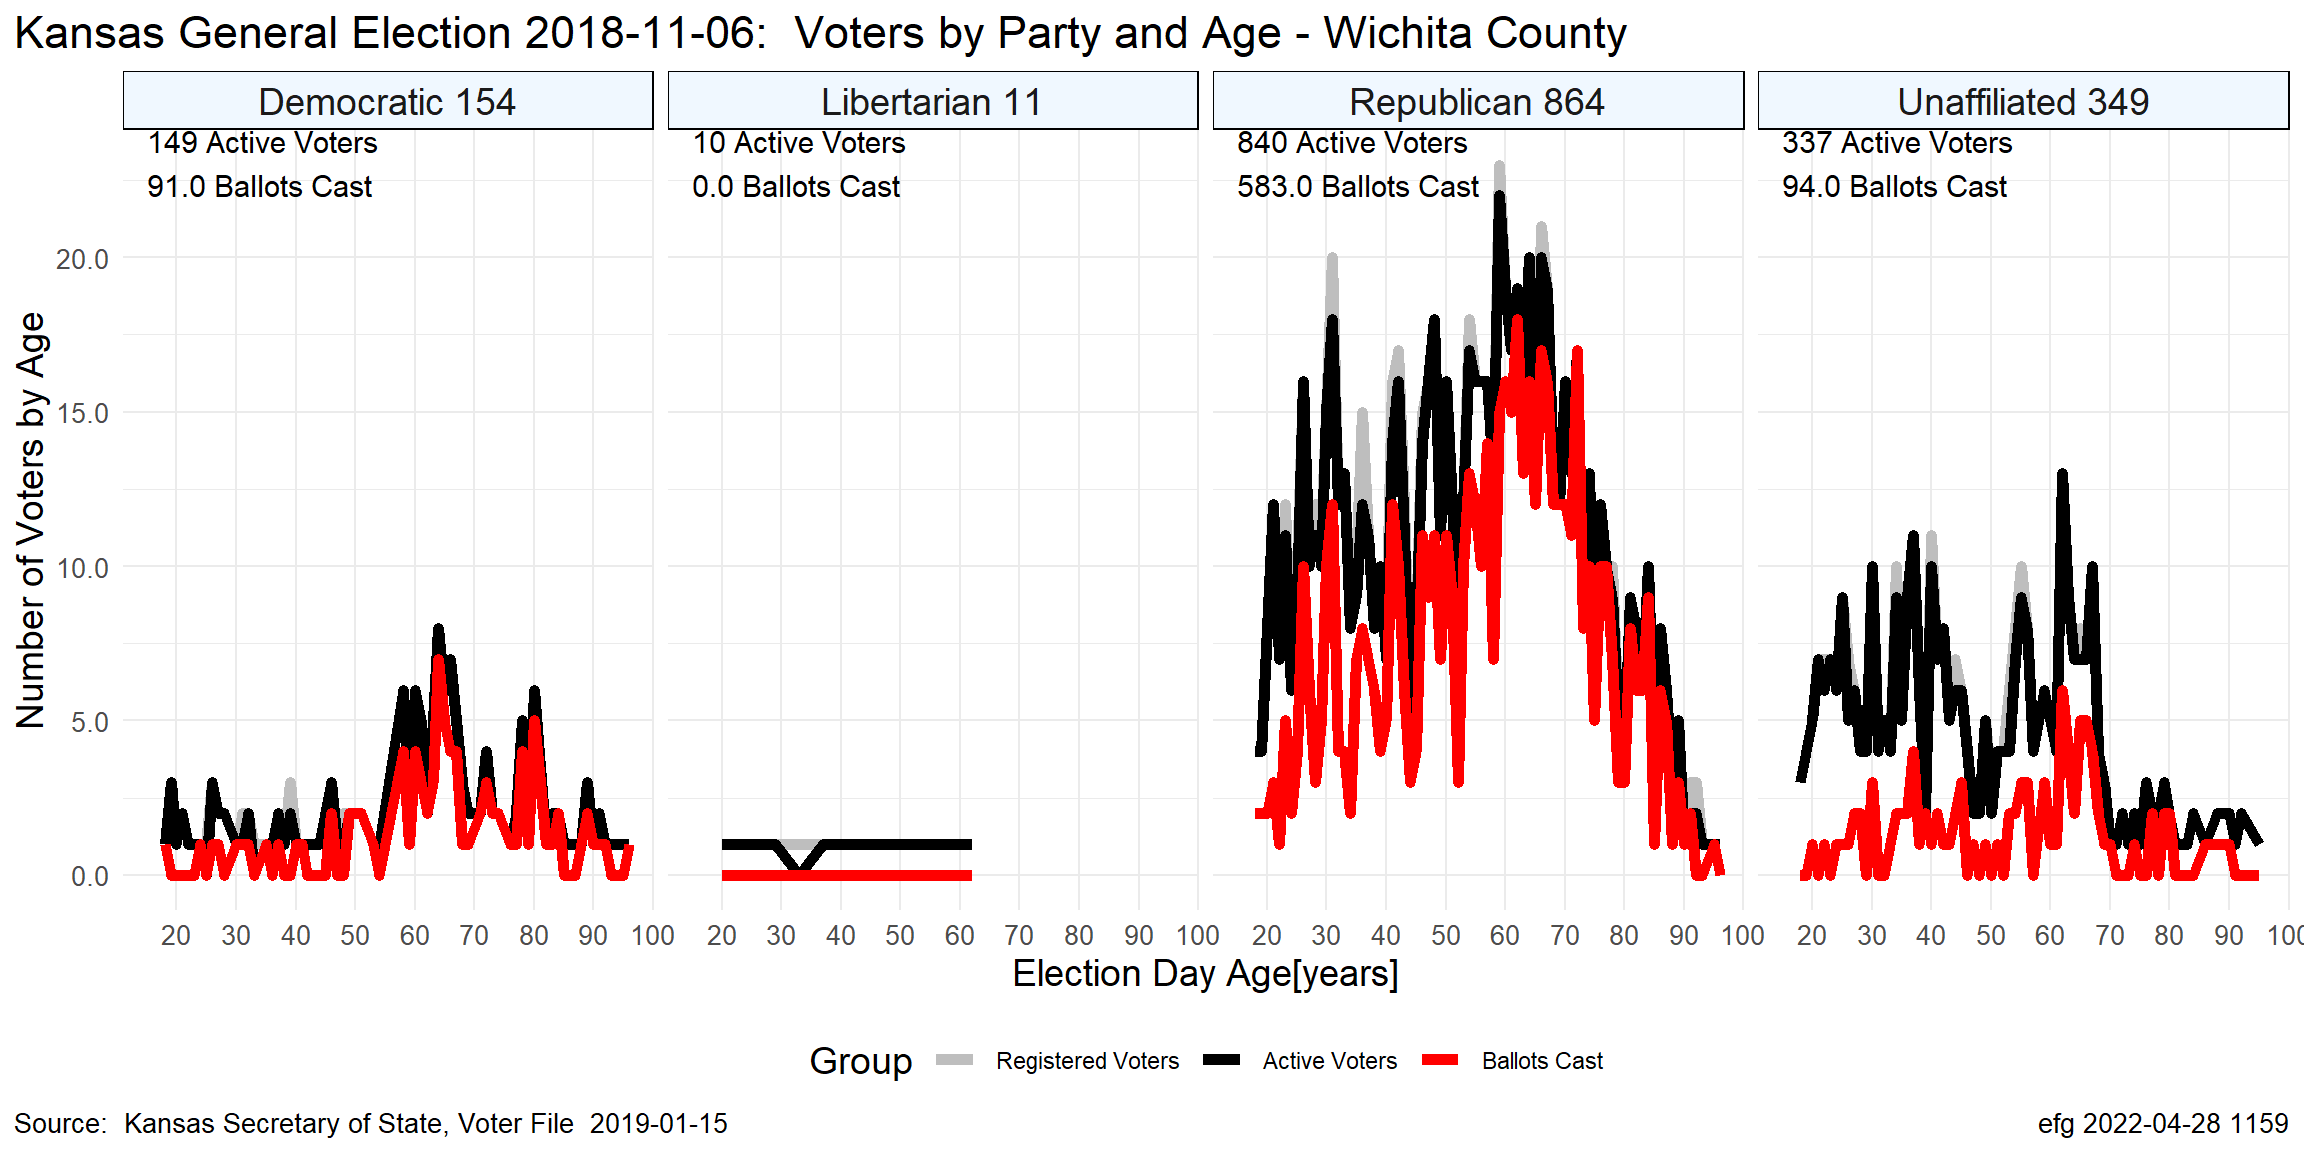 Kansas General Election 2018-11-06:  Voters by Party and Age - Wichita County
Democratic 154
Libertarian 11
Republican 864
Unaffiliated 349
149 Active Voters
91.0 Ballots Cast
10 Active Voters
0.0 Ballots Cast
840 Active Voters
583.0 Ballots Cast
337 Active Voters
94.0 Ballots Cast
Number of Voters by Age
20.0
15.0
10.0
5.0
0.0
20 30 40 50 60 70 80 90 100
20 30 40 50 60 70 80 90 100
20 30 40 50 60 70 80 90 100
20 30 40 50 60 70 80 90 100
Election Day Age[years]
Group Registered Voters Active Voters Ballots Cast
Source:  Kansas Secretary of State, Voter File  2019-01-15
efg 2022-04-28 1159